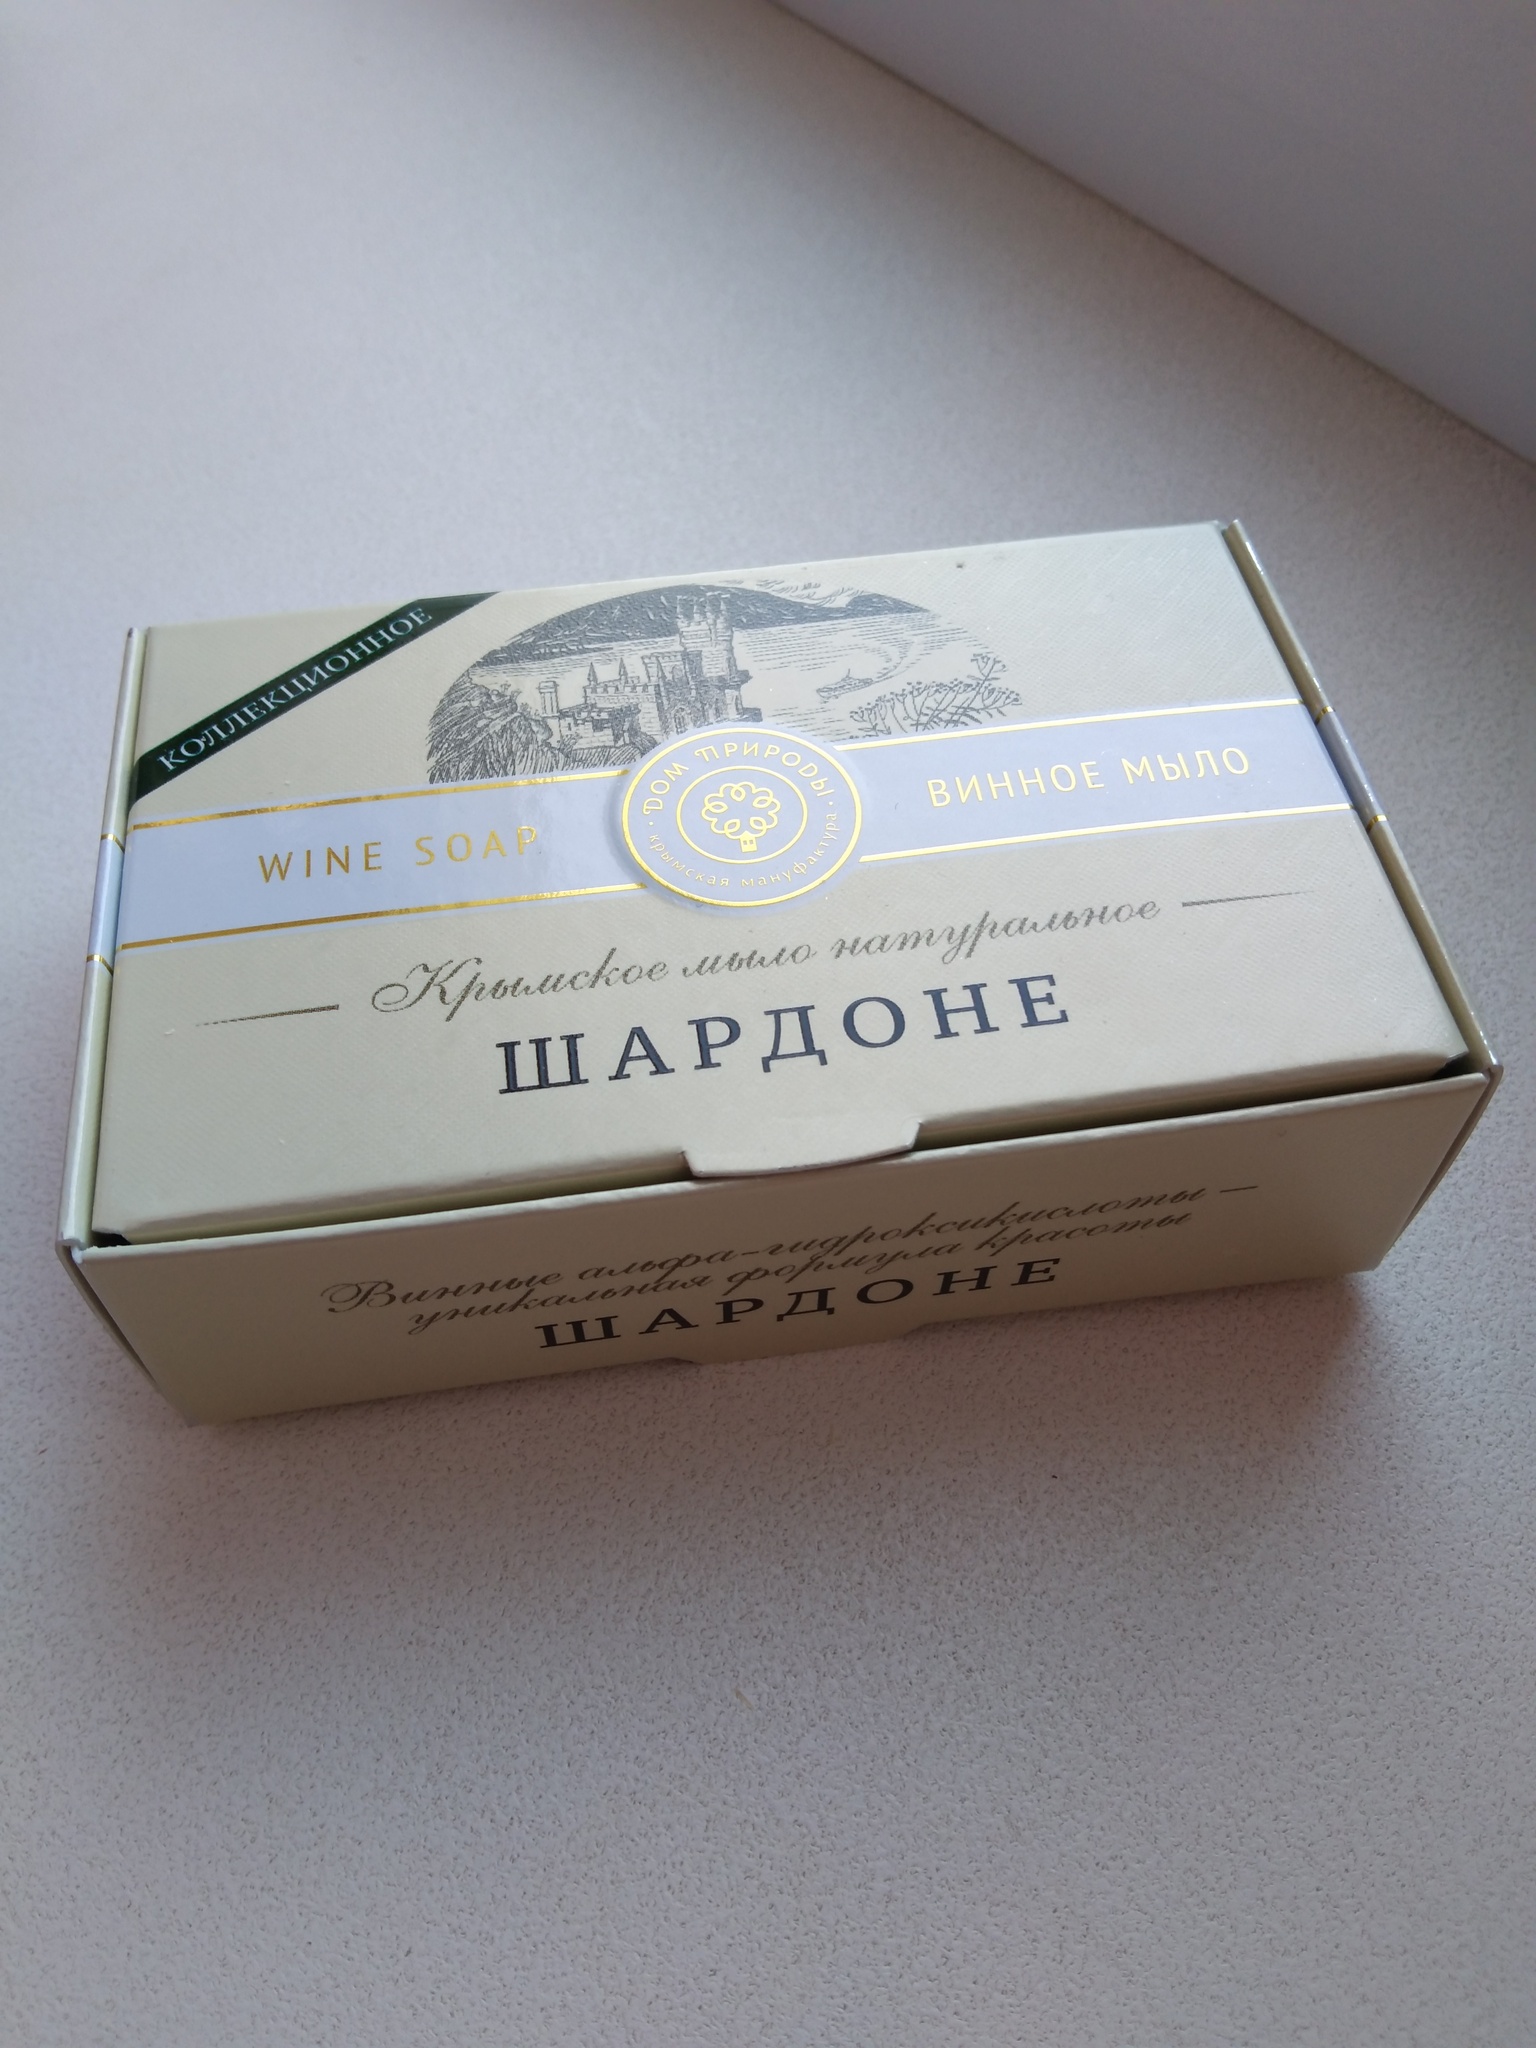 КОЛЛЕКЦИОННОЕ
WINE SOAP
ДОМ ПРИРОДЫ
крымская мануфактура
ВИННОЕ МЫЛО
Крымское мыло натуральное
ШАРДОНЕ
Винные альфа-гидроксикислоты —
уникальная формула красоты
ШАРДОНЕ